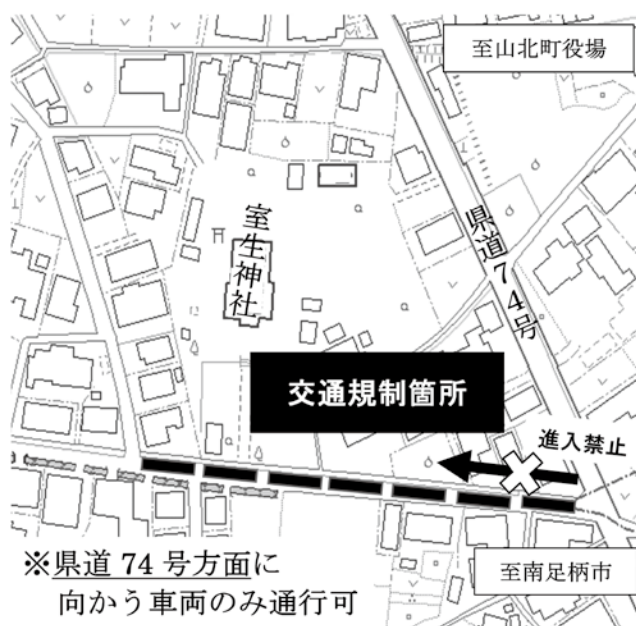 至山北町役場
県道74号
室生神社
交通規制箇所
進入禁止
至南足柄市
※県道 74 号方面に
向かう車両のみ通行可